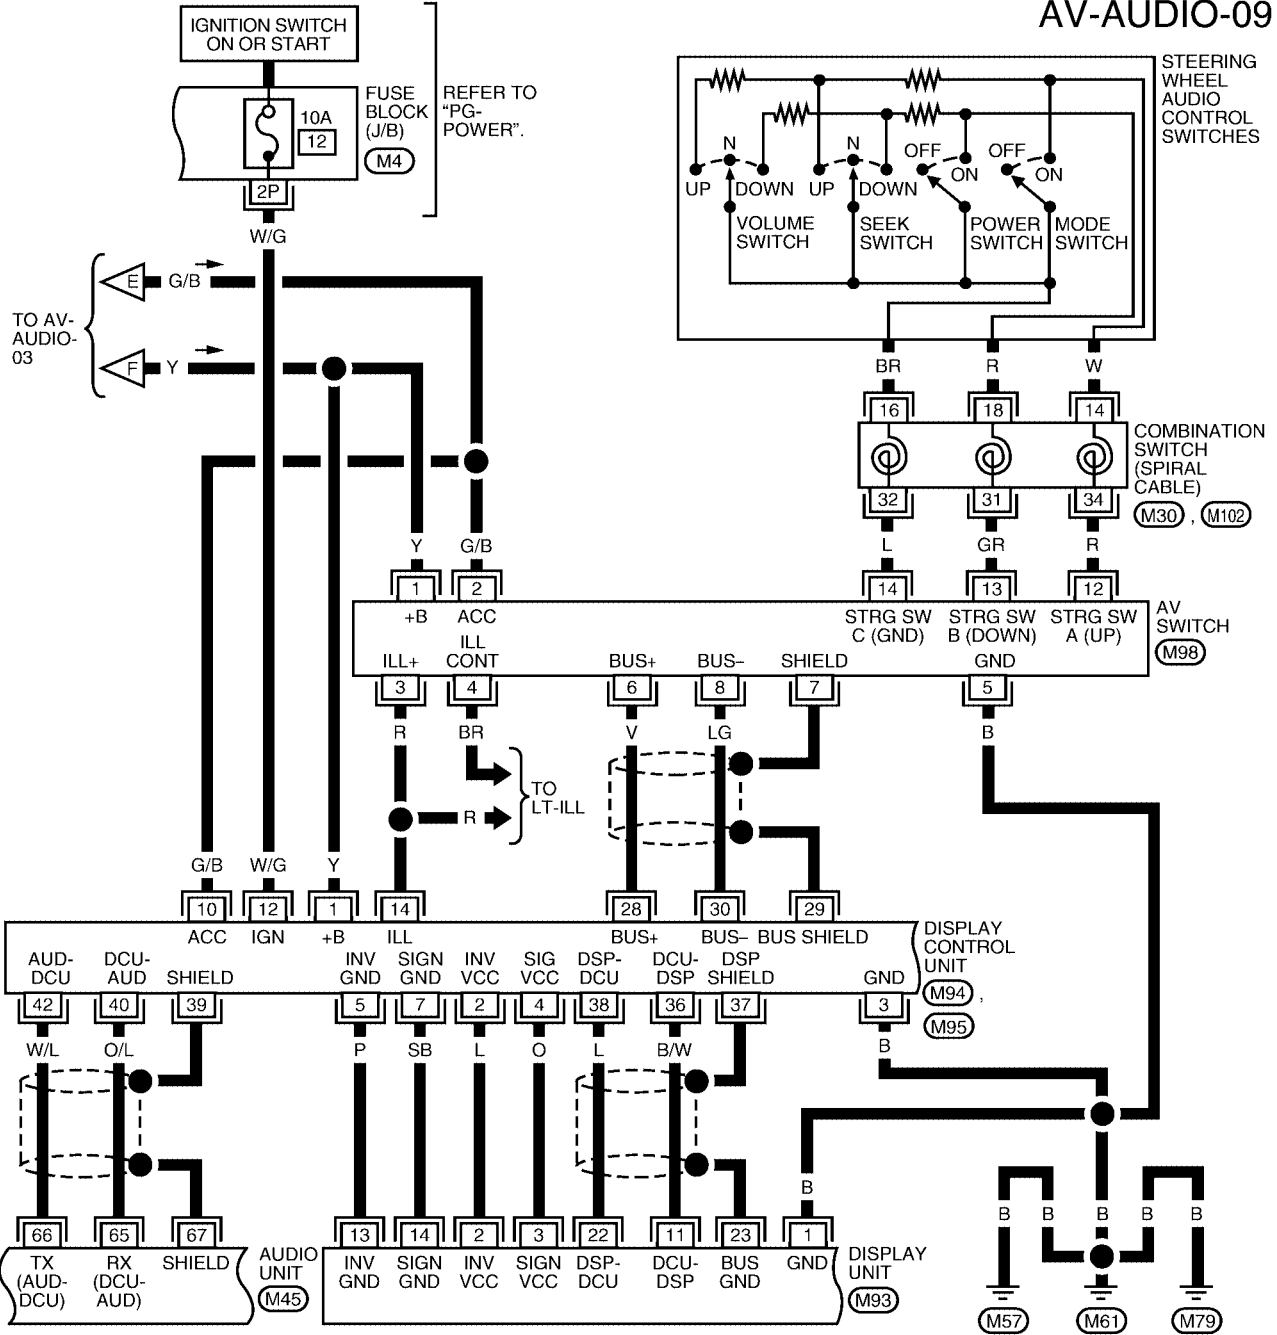 AV-AUDIO-09
IGNITION SWITCH
ON OR START
FUSE
BLOCK
(J/B)
M4
10A
12
2P
REFER TO
"PG-
POWER".
W/G
STEERING
WHEEL
AUDIO
CONTROL
SWITCHES
N
UP
DOWN
VOLUME
SWITCH
N
UP
DOWN
SEEK
SWITCH
OFF
ON
POWER
SWITCH
OFF
ON
MODE
SWITCH
TO AV-
AUDIO-
03
E
G/B
F
Y
BR
R
W
16
18
14
COMBINATION
SWITCH
(SPIRAL
CABLE)
M30 , M102
32
31
34
L
GR
R
Y
G/B
1
2
14
13
12
+B
ACC
STRG SW
C (GND)
STRG SW
B (DOWN)
STRG SW
A (UP)
AV
SWITCH
M98
ILL+
ILL
CONT
BUS+
BUS–
SHIELD
GND
3
4
6
8
7
5
R
BR
V
LG
B
R
TO
LT-ILL
G/B
W/G
Y
10
12
1
14
28
30
29
ACC
IGN
+B
ILL
BUS+
BUS–
BUS SHIELD
DISPLAY
CONTROL
UNIT
M94 ,
M95
AUD-
DCU
DCU-
AUD
SHIELD
INV
GND
SIGN
GND
INV
VCC
SIG
VCC
DSP-
DCU
DCU-
DSP
DSP
SHIELD
GND
42
40
39
5
7
2
4
38
36
37
3
W/L
O/L
P
SB
L
O
L
B/W
B
B
B
B
B
B
B
66
65
67
13
14
2
3
22
11
23
1
TX
(AUD-
DCU)
RX
(DCU-
AUD)
SHIELD
AUDIO
UNIT
M45
INV
GND
SIGN
GND
INV
VCC
SIGN
VCC
DSP-
DCU
DCU-
DSP
BUS
GND
GND
DISPLAY
UNIT
M93
M57
M61
M79